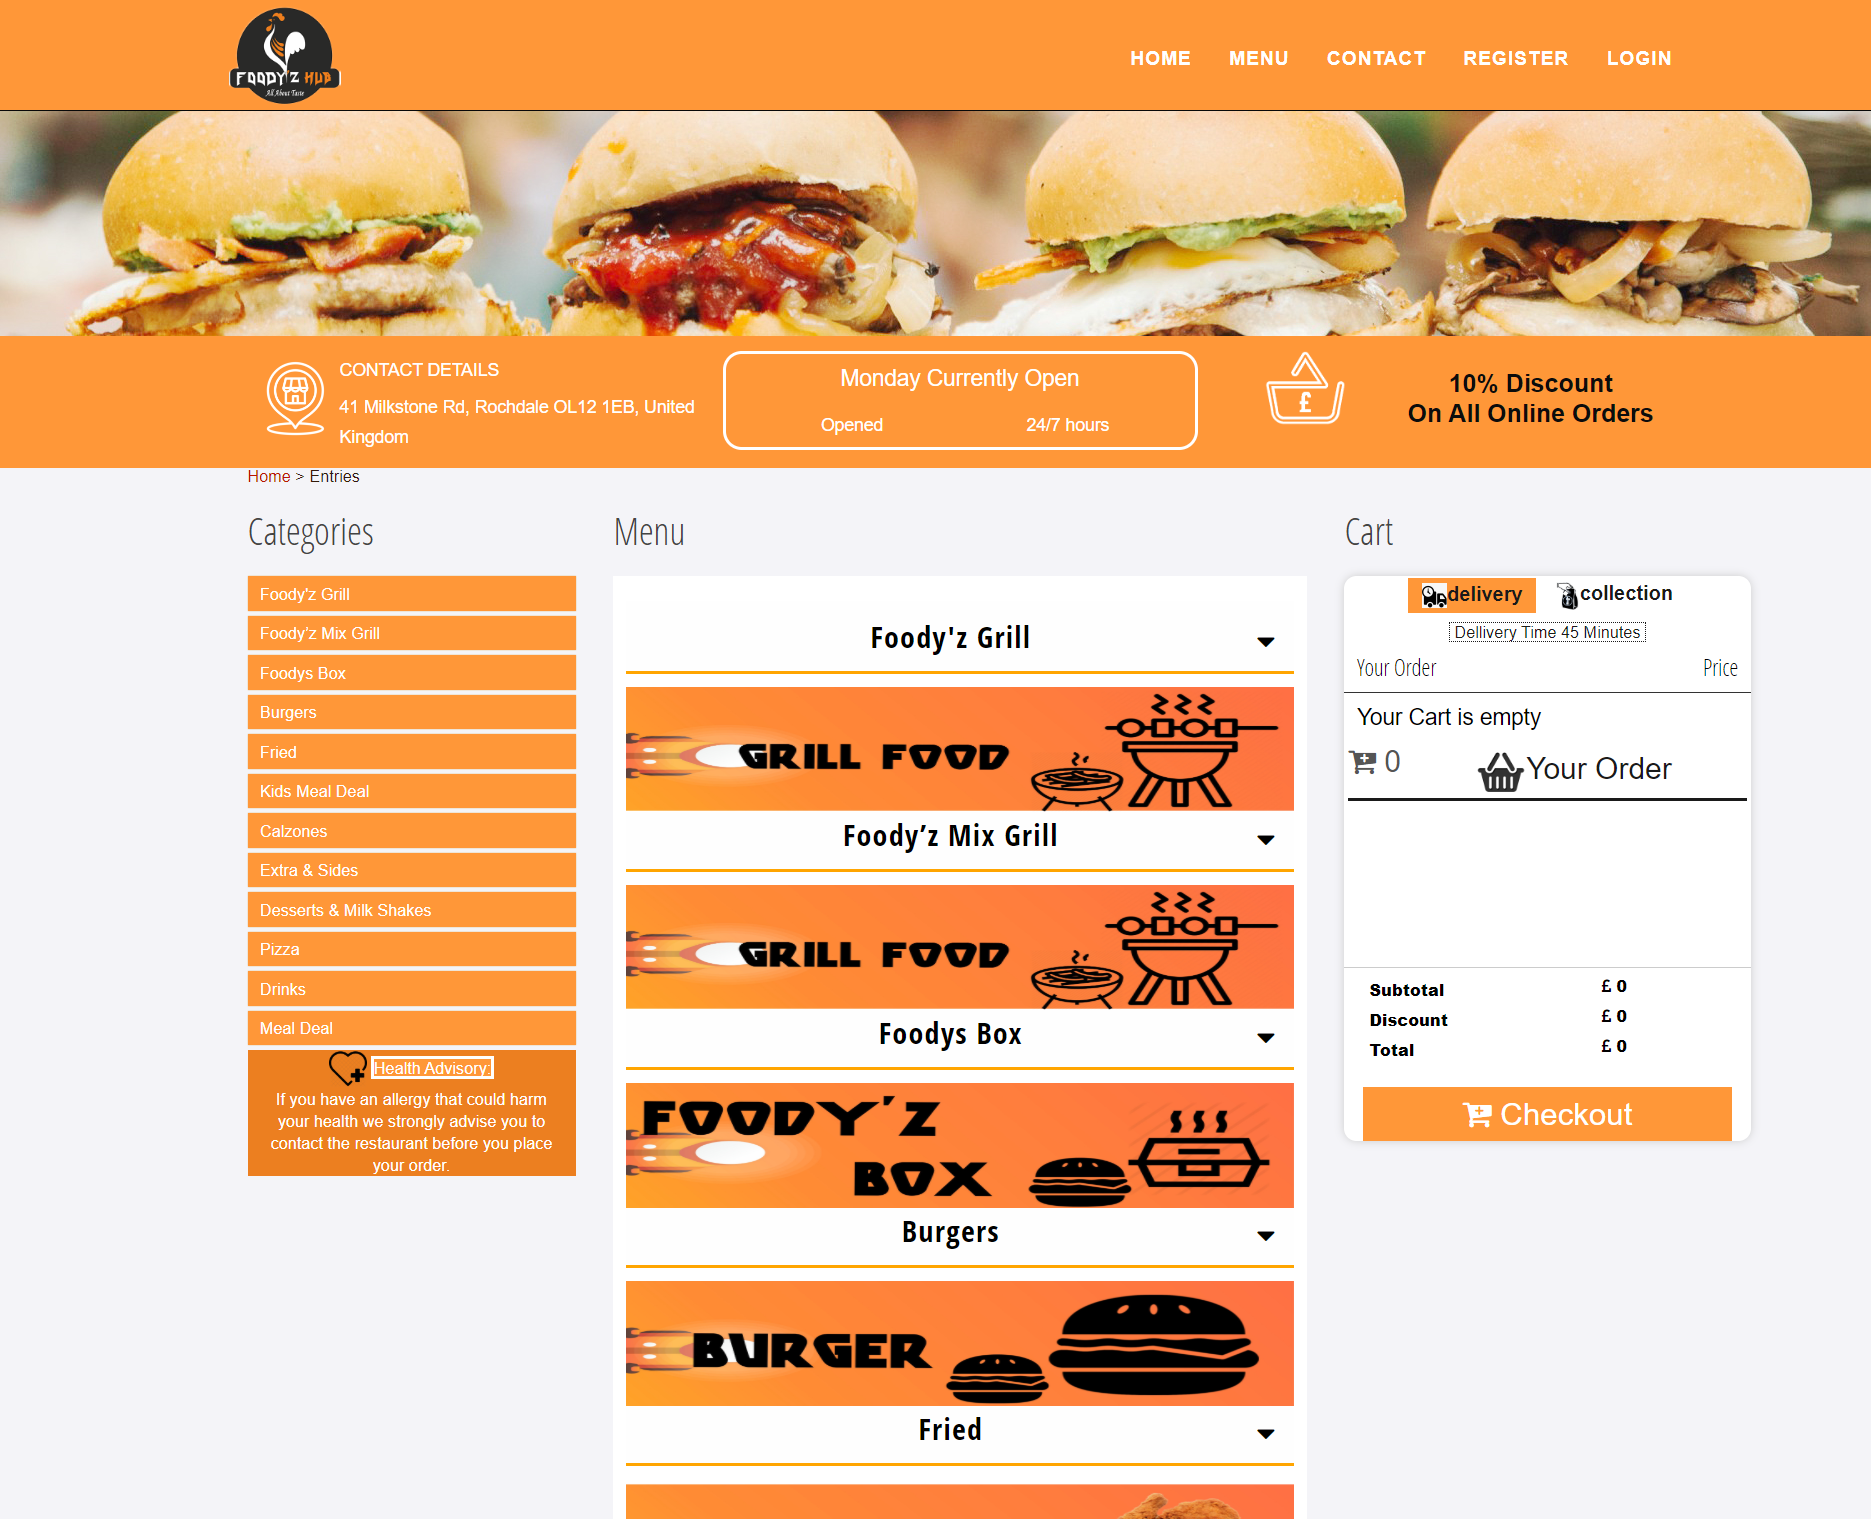 FOODY'Z HUB
All About Taste
HOME MENU CONTACT REGISTER LOGIN
CONTACT DETAILS
41 Milkstone Rd, Rochdale OL12 1EB, United
Kingdom
Monday Currently Open
Opened 24/7 hours
£
10% Discount
On All Online Orders
Home > Entries
Categories
Foody'z Grill
Foody’z Mix Grill
Foodys Box
Burgers
Fried
Kids Meal Deal
Calzones
Extra & Sides
Desserts & Milk Shakes
Pizza
Drinks
Meal Deal
Health Advisory:
If you have an allergy that could harm
your health we strongly advise you to
contact the restaurant before you place
your order.
Menu
Foody'z Grill
GRILL FOOD
Foody’z Mix Grill
GRILL FOOD
Foodys Box
FOODY'Z
BOX
Burgers
BURGER
Fried
Cart
delivery collection
Dellivery Time 45 Minutes
Your Order Price
Your Cart is empty
0 Your Order
Subtotal £ 0
Discount £ 0
Total £ 0
Checkout